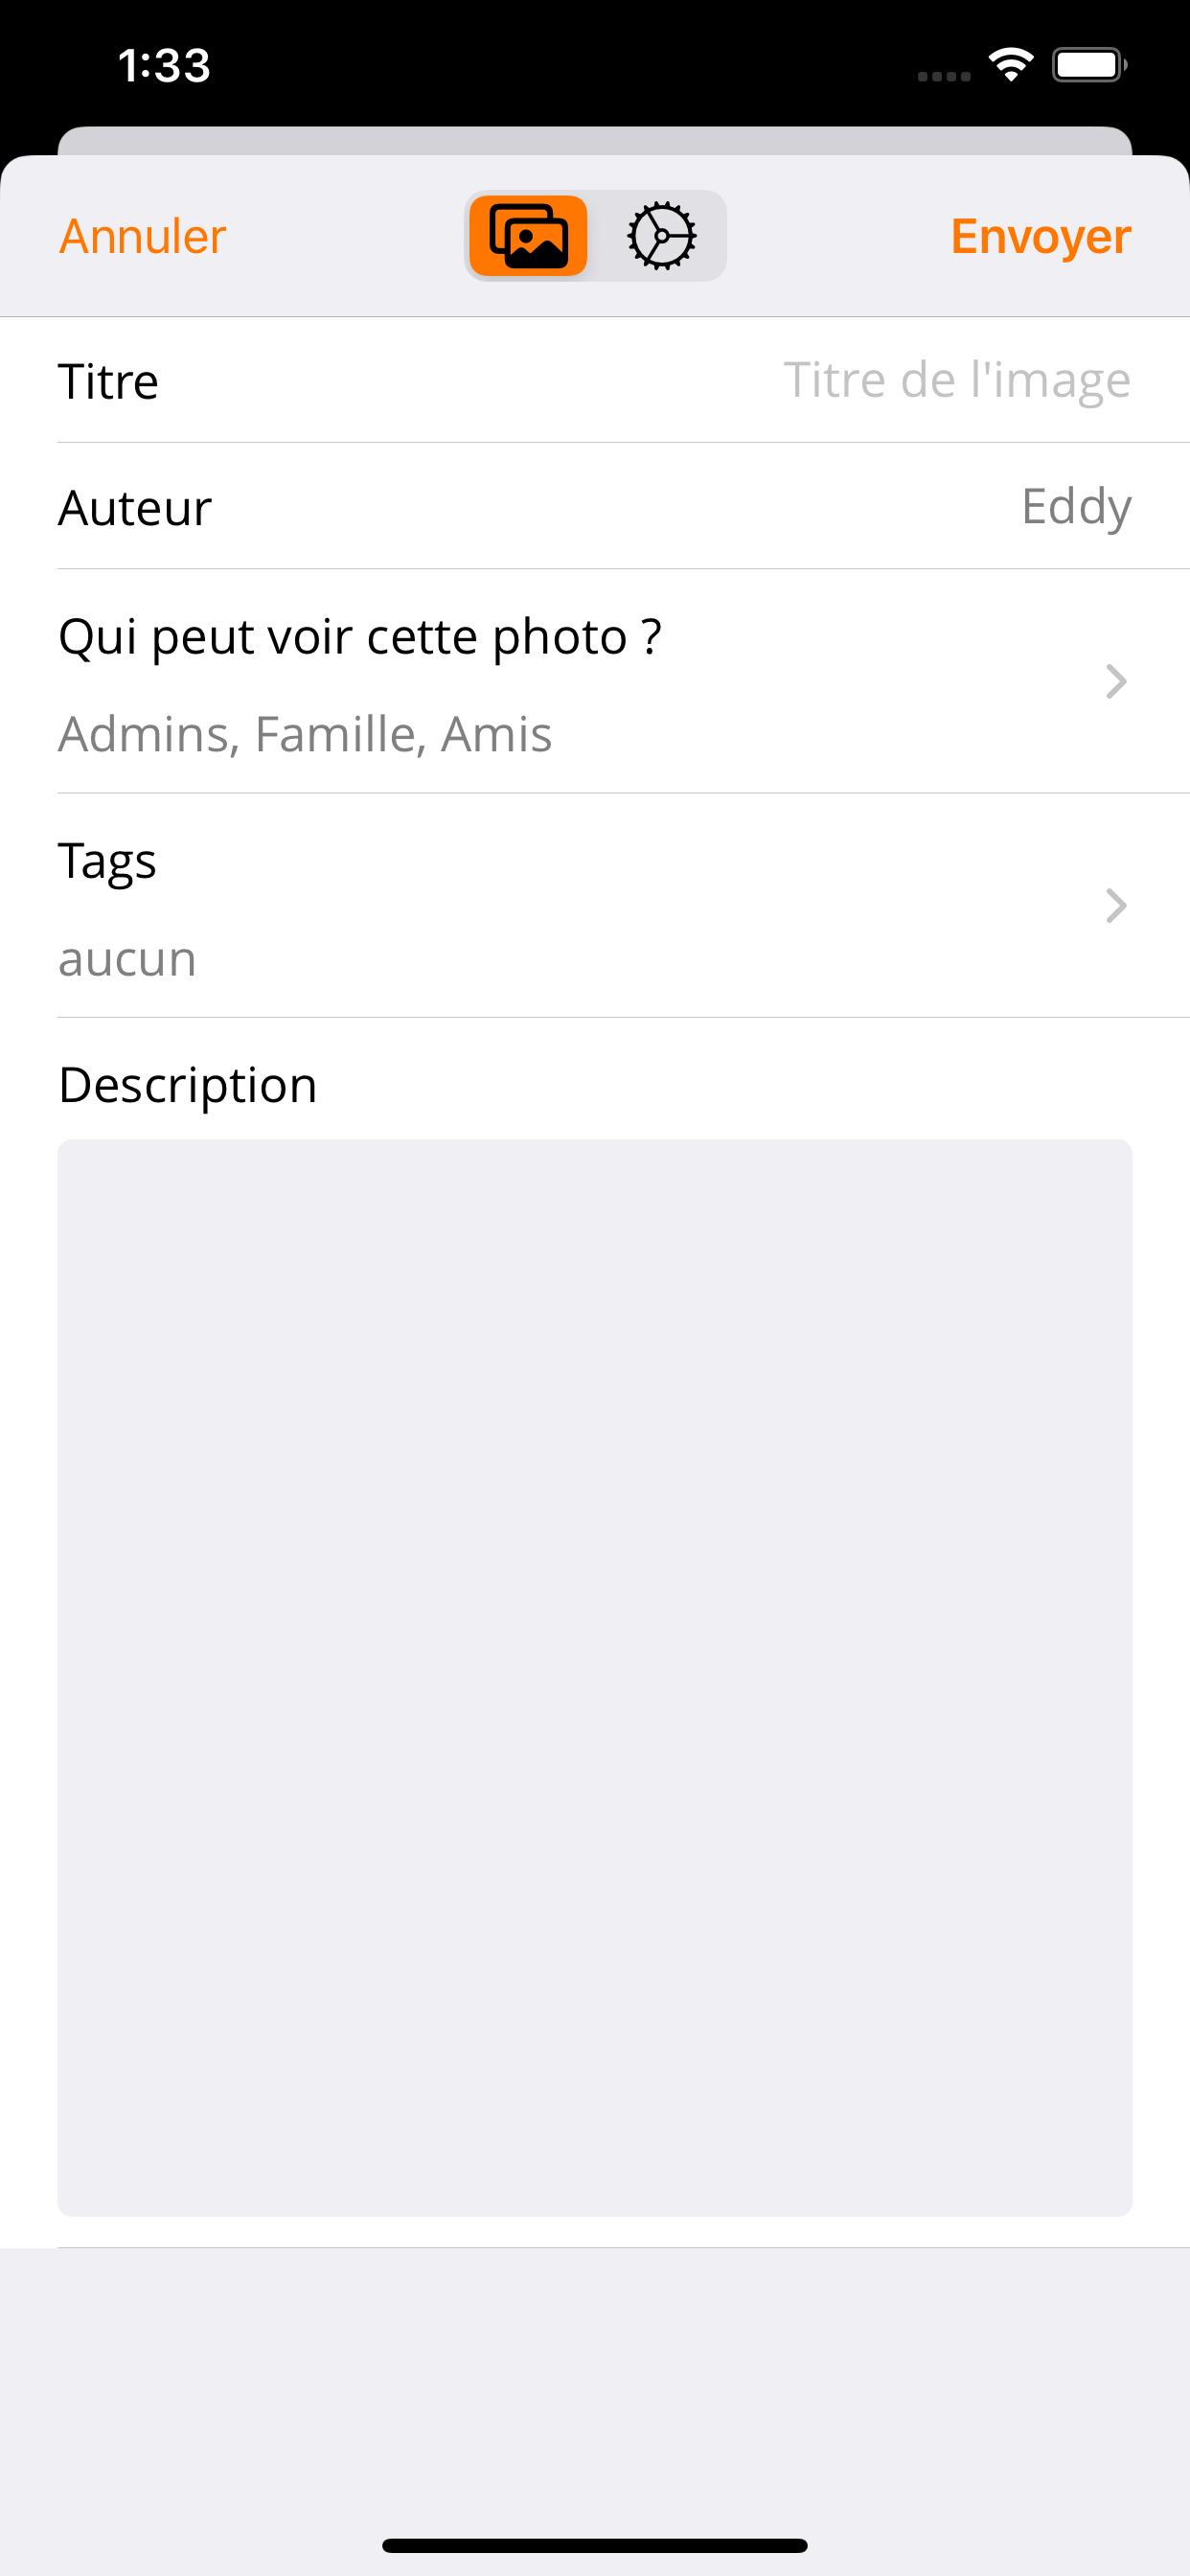 1:33
Annuler
Envoyer
Titre
Titre de l'image
Auteur
Eddy
Qui peut voir cette photo ?
Admins, Famille, Amis
Tags
aucun
Description